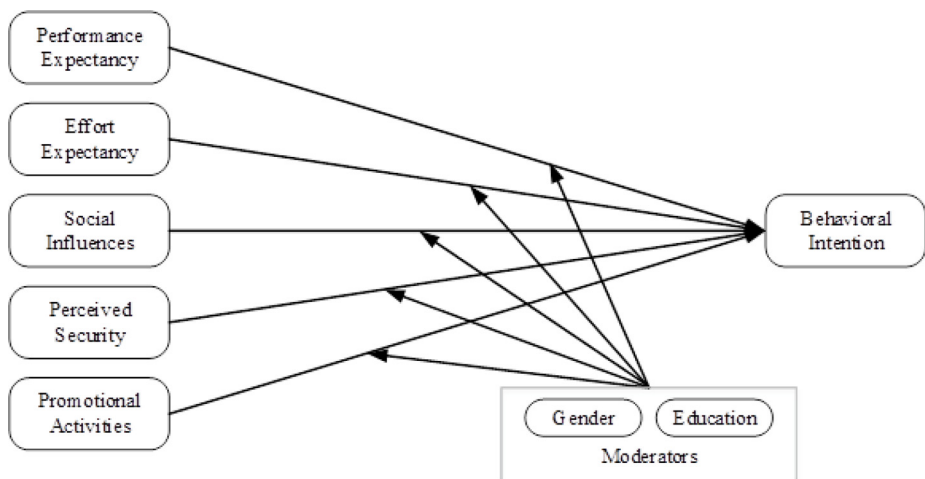 Performance
Expectancy
Effort
Expectancy
Social
Influences
Perceived
Security
Promotional
Activities
Behavioral
Intention
Gender
Education
Moderators